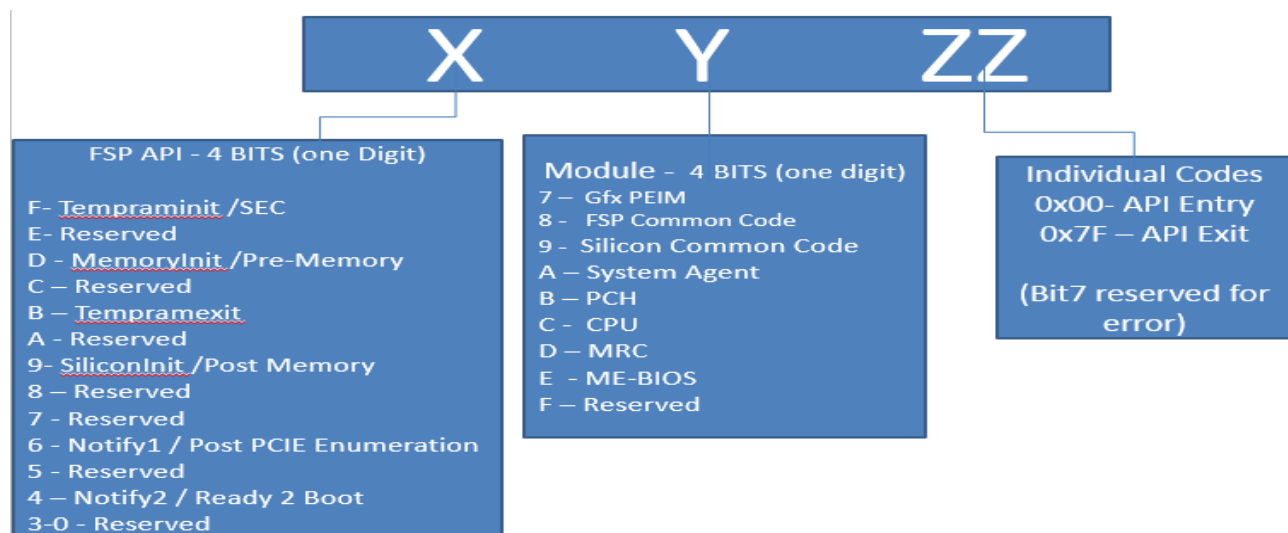 X Y ZZ
FSP API - 4 BITS (one Digit)
F- Tempraminit /SEC
E- Reserved
D - MemoryInit /Pre-Memory
C – Reserved
B – Tempramexit
A - Reserved
9- SiliconInit /Post Memory
8 – Reserved
7 - Reserved
6 - Notify1 / Post PCIE Enumeration
5 - Reserved
4 – Notify2 / Ready 2 Boot
3-0 - Reserved
Module - 4 BITS (one digit)
7 – Gfx PEIM
8 - FSP Common Code
9 - Silicon Common Code
A – System Agent
B – PCH
C - CPU
D – MRC
E - ME-BIOS
F – Reserved
Individual Codes
0x00- API Entry
0x7F – API Exit
(Bit7 reserved for
error)